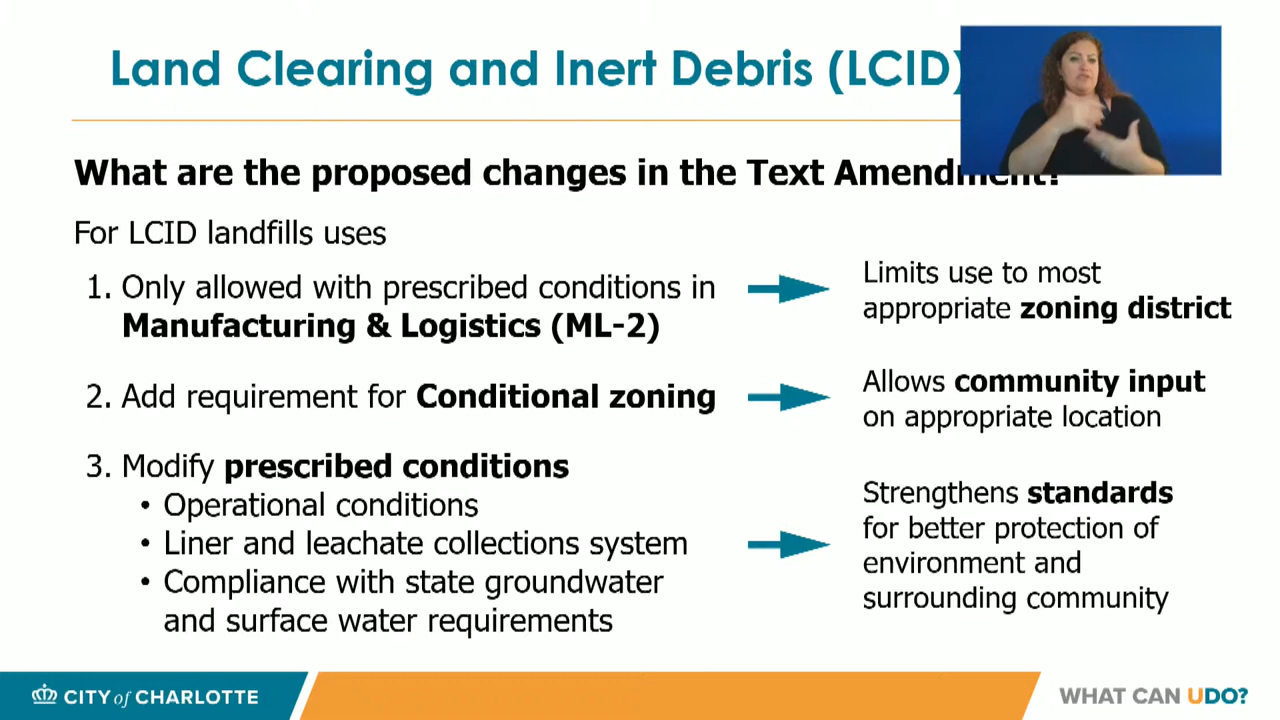 Land Clearing and Inert Debris (LCID)
What are the proposed changes in the Text Amendment?
For LCID landfills uses
1. Only allowed with prescribed conditions in
Manufacturing & Logistics (ML-2)
Limits use to most
appropriate zoning district
2. Add requirement for Conditional zoning
Allows community input
on appropriate location
3. Modify prescribed conditions
• Operational conditions
• Liner and leachate collections system
• Compliance with state groundwater
and surface water requirements
Strengthens standards
for better protection of
environment and
surrounding community
CITY of CHARLOTTE
WHAT CAN UDO?